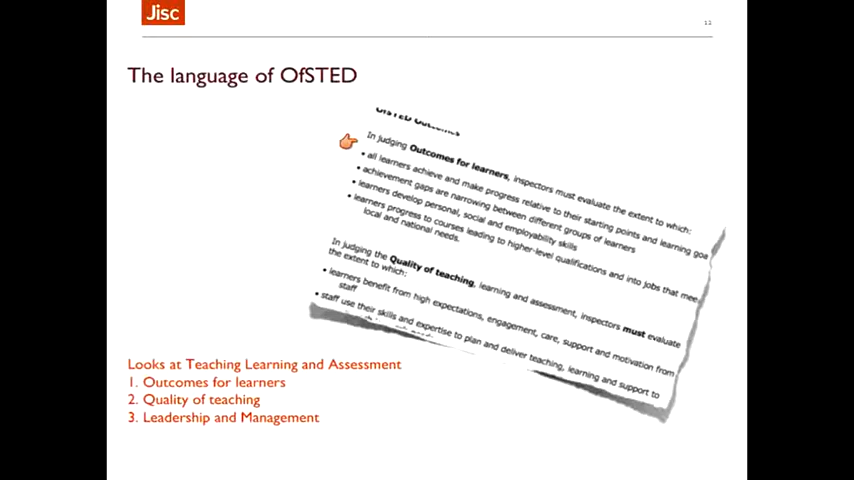 Jisc
12
The language of OfSTED
OfSTED Outcomes
In judging Outcomes for learners, inspectors must evaluate the extent to which:
• all learners achieve and make progress relative to their starting points and learning goa
• achievement gaps are narrowing between different groups of learners
• learners develop personal, social and employability skills
• learners progress to courses leading to higher-level qualifications and into jobs that mee
local and national needs.
In judging the Quality of teaching, learning and assessment, inspectors must evaluate
the extent to which:
• learners benefit from high expectations, engagement, care, support and motivation from
staff
• staff use their skills and expertise to plan and deliver teaching, learning and support to
Looks at Teaching Learning and Assessment
1. Outcomes for learners
2. Quality of teaching
3. Leadership and Management